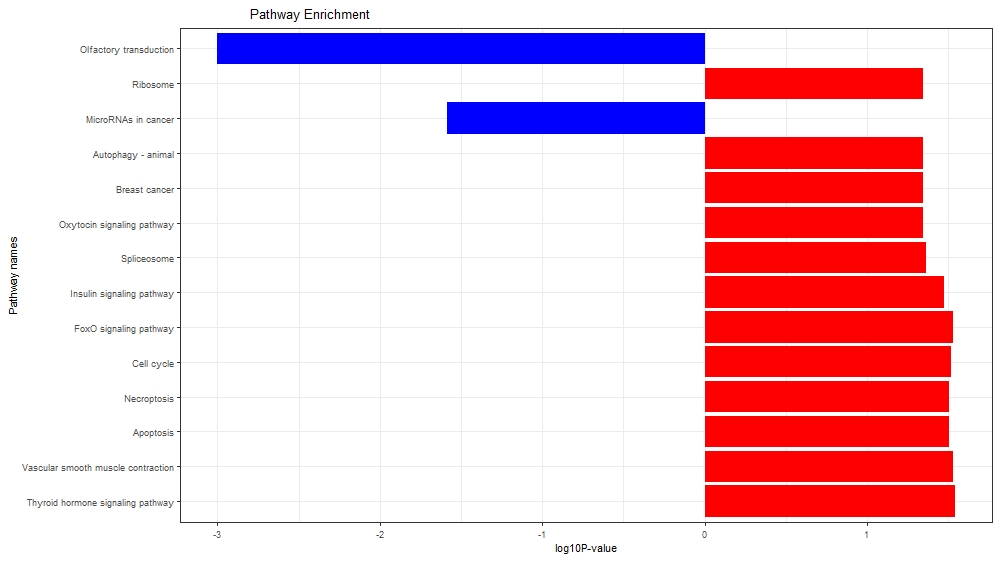 Pathway Enrichment
Olfactory transduction
Ribosome
MicroRNAs in cancer
Autophagy - animal
Breast cancer
Oxytocin signaling pathway
Spliceosome
Insulin signaling pathway
FoxO signaling pathway
Cell cycle
Necroptosis
Apoptosis
Vascular smooth muscle contraction
Thyroid hormone signaling pathway
Pathway names
-3 -2 -1 0 1
log10P-value